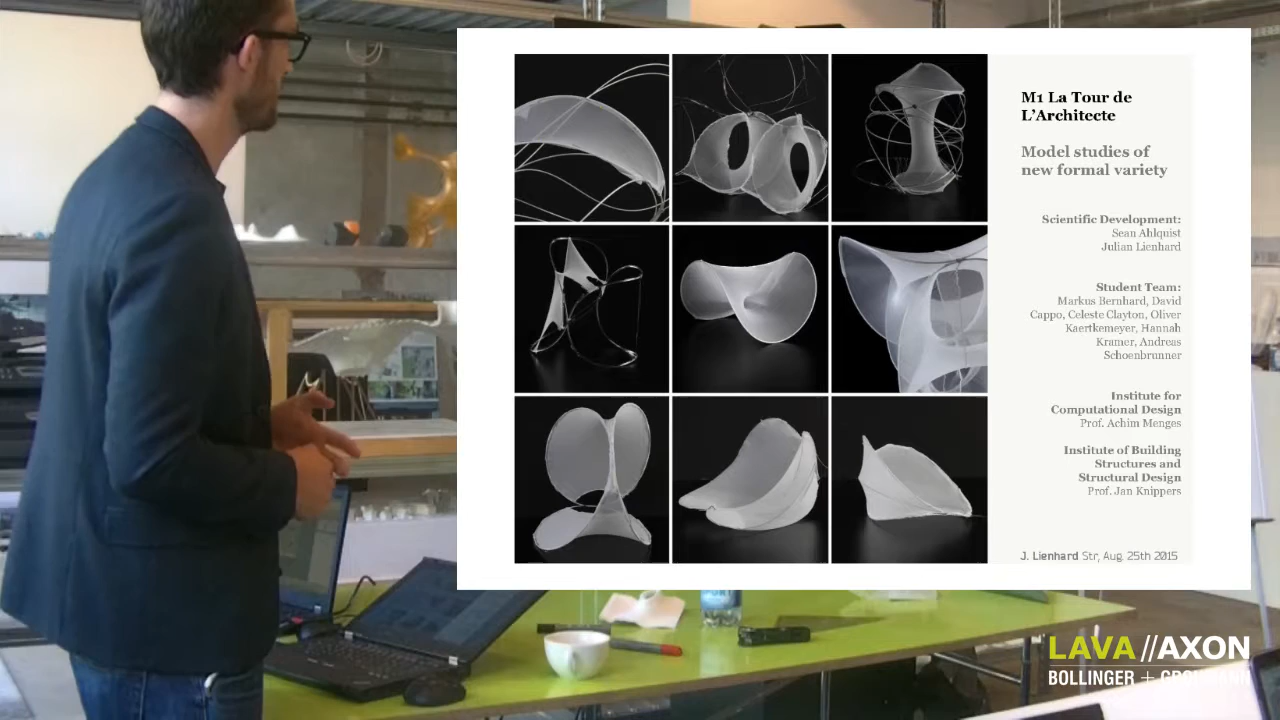 M1 La Tour de
L'Architecte
Model studies of
new formal variety
Scientific Development:
Sean Ahlquist
Julian Lienhard
Student Team:
Markus Bernhard, David
Cappo, Celeste Clayton, Oliver
Kaertkemeyer, Hannah
Kramer, Andreas
Schoenbrunner
Institute for
Computational Design
Prof. Achim Menges
Institute of Building
Structures and
Structural Design
Prof. Jan Knippers
J. Lienhard Str, Aug. 25th 2015
LAVA //AXON
BOLLINGER + GROHMANN